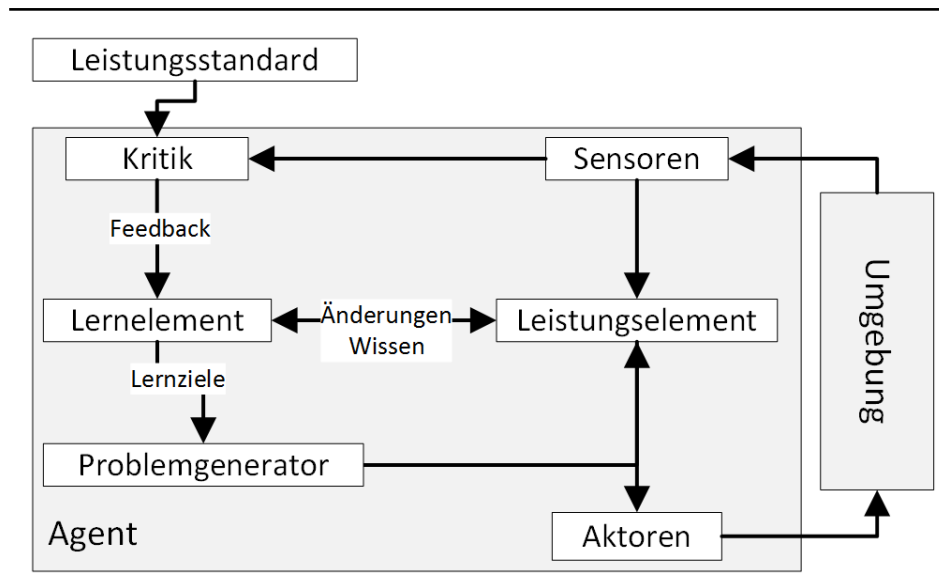 Leistungsstandard
Kritik
Sensoren
Feedback
Umgebung
Lernelement
Änderungen
Wissen
Leistungselement
Lernziele
Problemgenerator
Agent
Aktoren